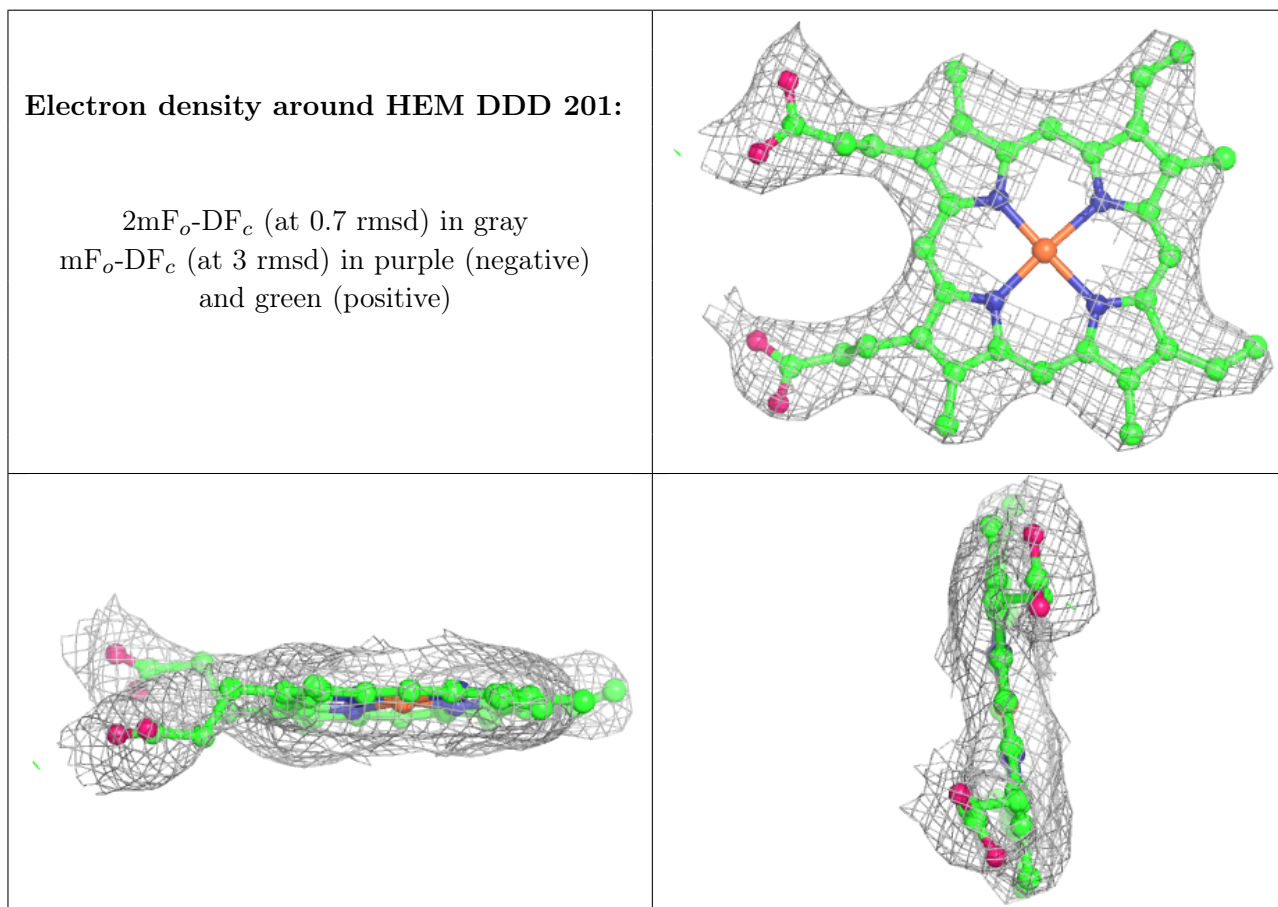 Electron density around HEM DDD 201:
2mFo-DFc (at 0.7 rmsd) in gray
mFo-DFc (at 3 rmsd) in purple (negative)
and green (positive)